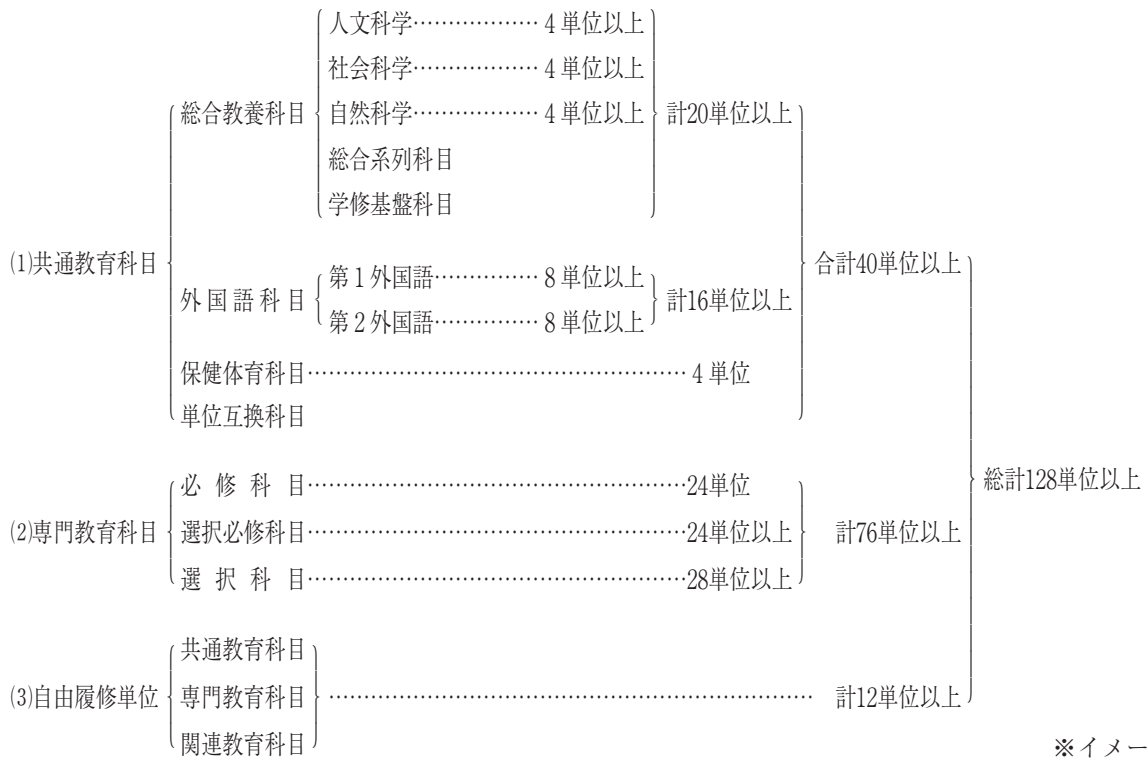 人文科学……………… 4 単位以上
社会科学……………… 4 単位以上
総合教養科目 自然科学……………… 4 単位以上 計20単位以上
総合系列科目
学修基盤科目
⑴共通教育科目 合計40単位以上
第 1 外国語…………… 8 単位以上
外国語科目 計16単位以上
第 2 外国語…………… 8 単位以上
保健体育科目……………………………………………… 4 単位
単位互換科目
必修科目………………………………………………24単位
総計128単位以上
⑵専門教育科目 選択必修科目………………………………………………24単位以上 計76単位以上
選択科目………………………………………………28単位以上
共通教育科目
⑶自由履修単位 専門教育科目 …………………………………………………………… 計12単位以上
関連教育科目
※イメー